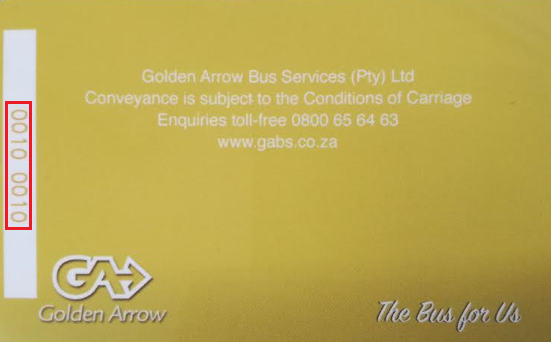 Golden Arrow Bus Services (Pty) Ltd
Conveyance is subject to the Conditions of Carriage
Enquiries toll-free 0800 65 64 63
www.gabs.co.za
0010 0010
GA
Golden Arrow
The Bus for Us